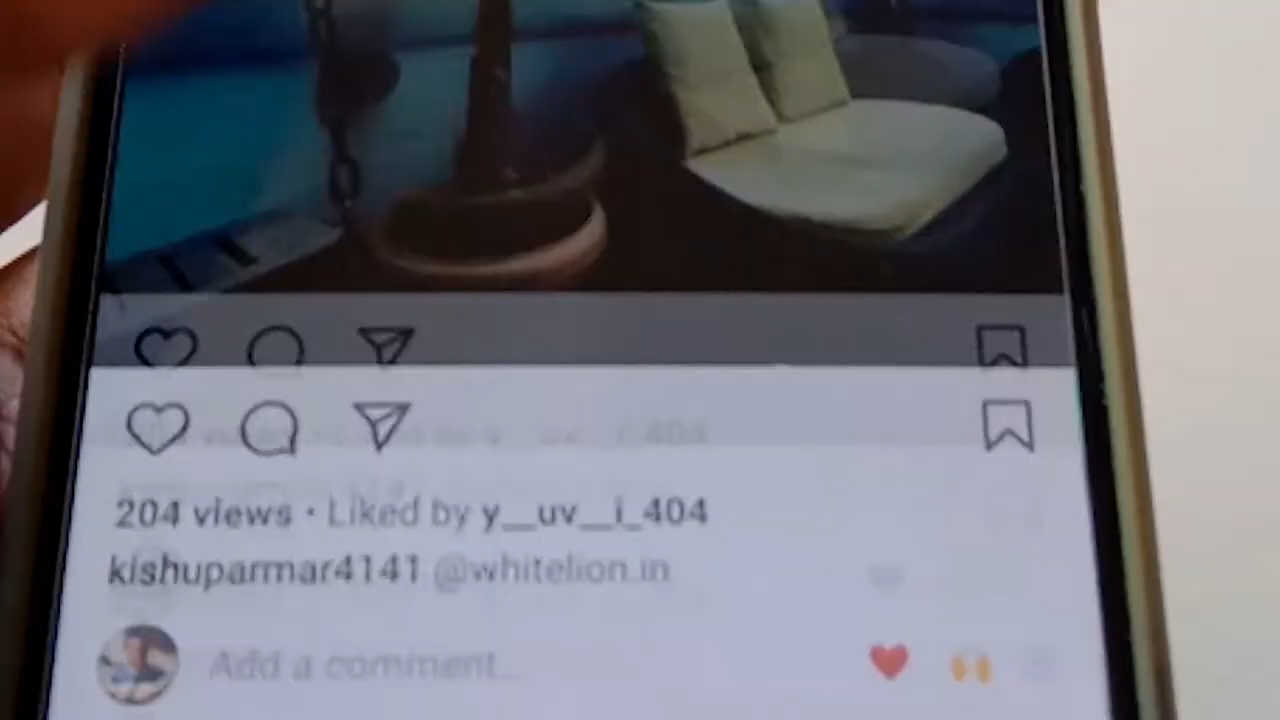 204 views • Liked by y__uv__i_404
kishuparmar4141 @whitelion.in
Add a comment...